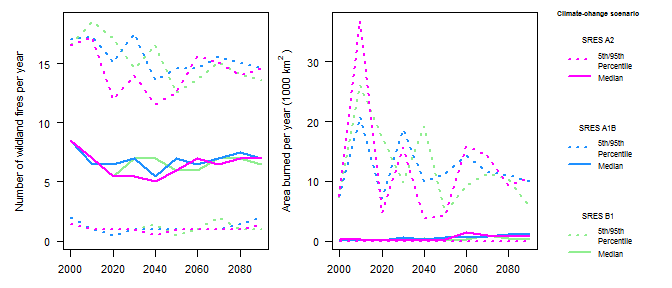 Number of wildland fires per year
15
10
5
0
2000 2020 2040 2060 2080
Area burned per year (1000 km²)
30
20
10
0
2000 2020 2040 2060 2080
Climate-change scenario
SRES A2
5th/95th
Percentile
Median
SRES A1B
5th/95th
Percentile
Median
SRES B1
5th/95th
Percentile
Median